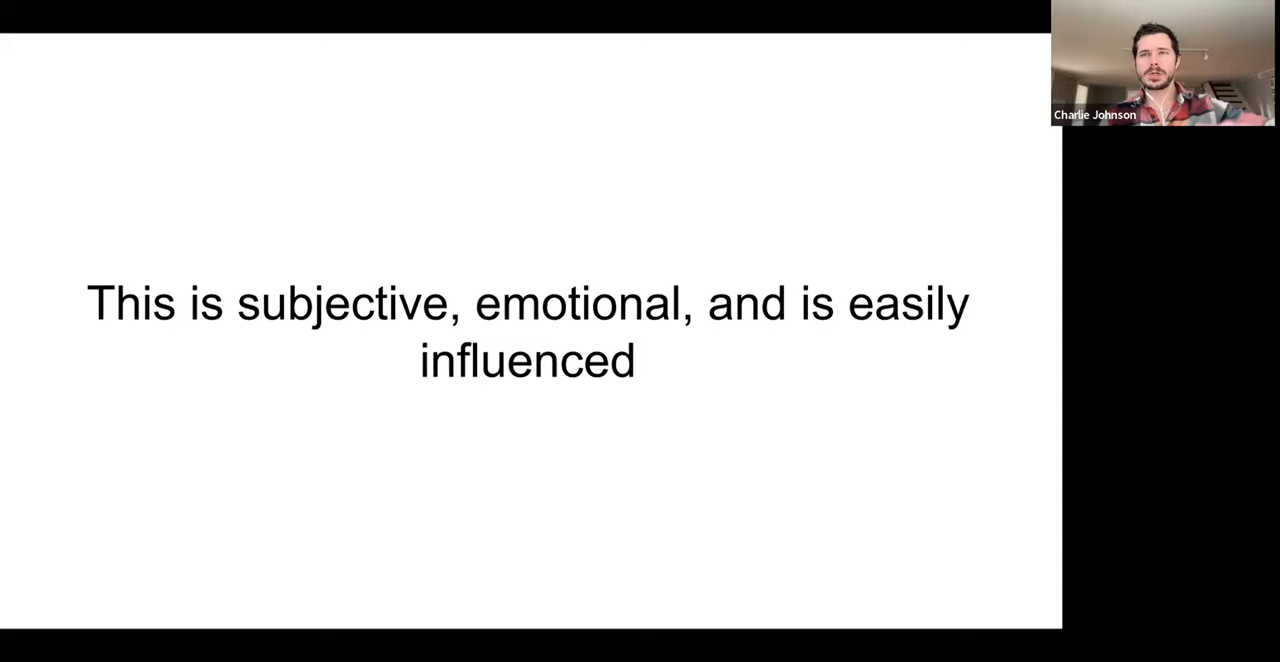 Charlie Johnson
This is subjective, emotional, and is easily
influenced